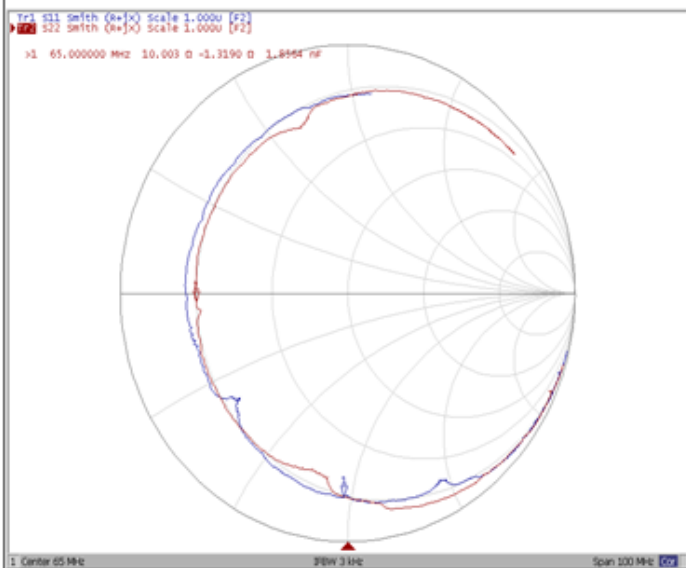 Tr1 S11 Smith (R+jX) Scale 1.000U [F2]
Tr2 S22 Smith (R+jX) Scale 1.000U [F2]
>1 65.000000 MHz 10.003 Ω -1.3190 Ω 1.8564 nF
1 Center 65 MHz IFBW 3 kHz Span 100 MHz Cor